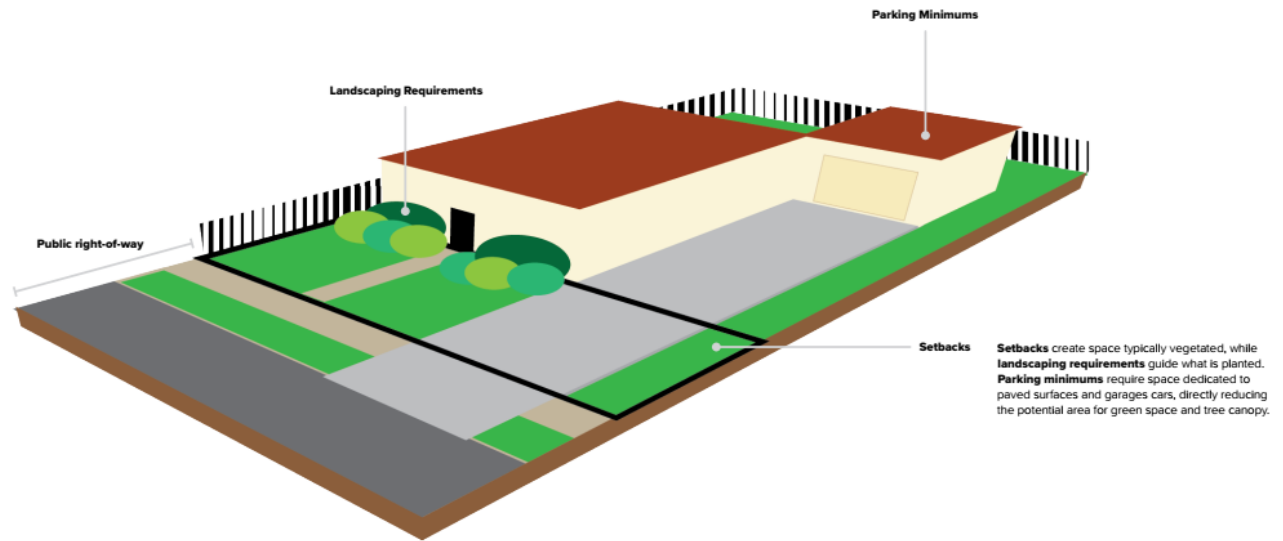 Parking Minimums
Landscaping Requirements
Public right-of-way
Setbacks
Setbacks create space typically vegetated, while
landscaping requirements guide what is planted.
Parking minimums require space dedicated to
paved surfaces and garages cars, directly reducing
the potential area for green space and tree canopy.